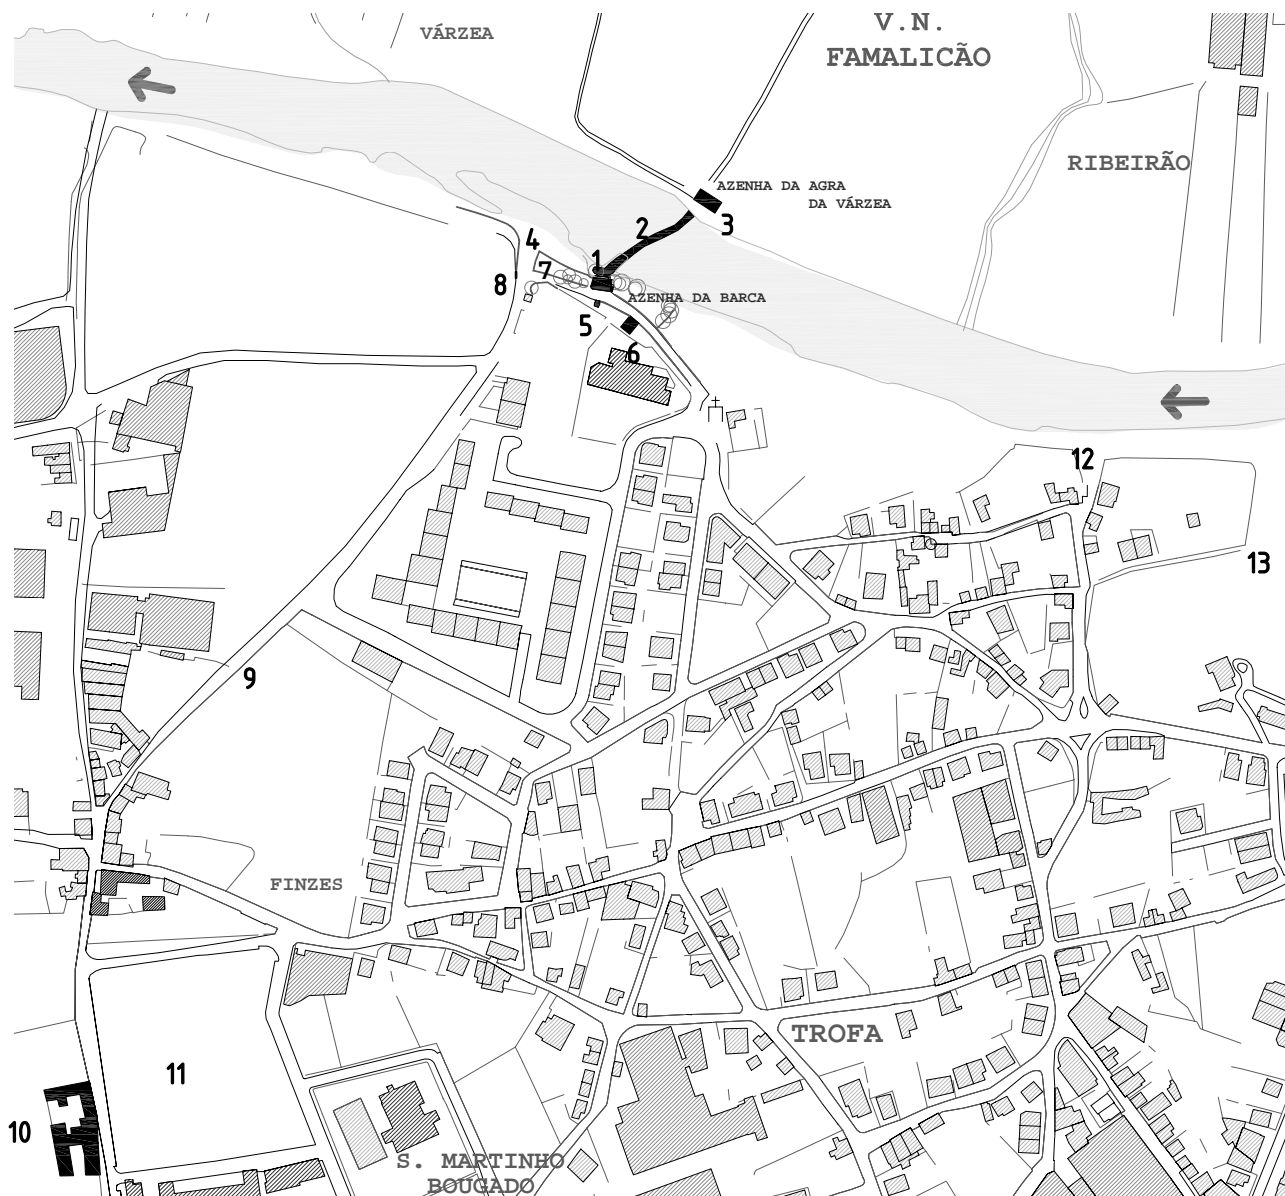 V.N.
FAMALICÃO
VÁRZEA
RIBEIRÃO
AZENHA DA AGRA
DA VÁRZEA
3
2
4
1
7
8
AZENHA DA BARCA
5
6
12
13
9
FINZES
TROFA
11
10
S. MARTINHO
BOUGADO